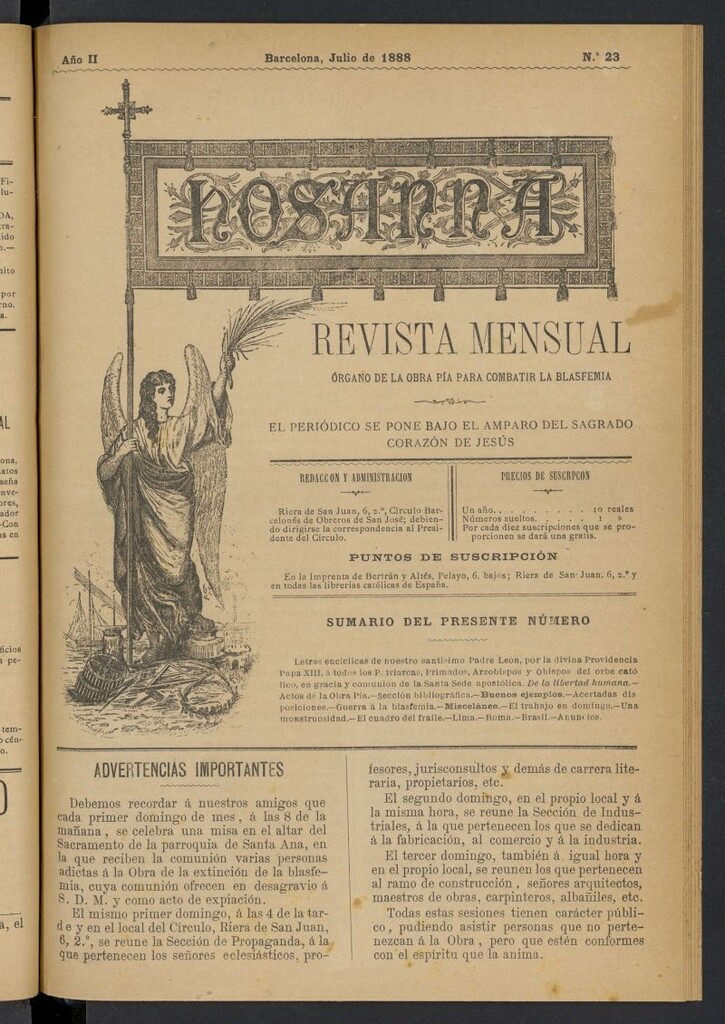 Año II
Barcelona, Julio de 1888
N.° 23
HOSANNA
REVISTA MENSUAL
ÓRGANO DE LA OBRA PÍA PARA COMBATIR LA BLASFEMIA
EL PERIÓDICO SE PONE BAJO EL AMPARO DEL SAGRADO
CORAZÓN DE JESÚS
REDACCON Y ADMINISTRACION
Riera de San Juan, 6, 2.°, Círculo Bar-
celonés de Obreros de San José; debien-
do dirigirse la correspondencia al Presi-
dente del Círculo.
PRECIOS DE SUSCRPCON
Un año. . . . . . . . . 10 reales
Números sueltos. . . . . 1 »
Por cada diez suscripciones que se pro-
porcionen se dará una gratis.
PUNTOS DE SUSCRIPCIÓN
En la Imprenta de Bertrán y Altés, Pelayo, 6, bajos; Riera de San Juan, 6, 2.° y
en todas las librerías católicas de España.
SUMARIO DEL PRESENTE NÚMERO
Letras encíclicas de nuestro santísimo Padre León, por la divina Providencia
Papa XIII, á todos los P.triarcas, Primados, Arzobispos y obispos del orbe cató
lico, en gracia y comunión de la Santa Sede apostólica. De la libertad humana.—
Actos de la Obra Pía.—Sección bibliográfica.—Buenos ejemplos.—Acertadas dis
posiciones.—Guerra á la blasfemia.—Miscelánea.—El trabajo en domingo.—Una
monstruosidad.—El cuadro del fraile.—Lima.—Roma.—Brasil.—Anuncios.
ADVERTENCIAS IMPORTANTES
Debemos recordar á nuestros amigos que
cada primer domingo de mes, á las 8 de la
mañana, se celebra una misa en el altar del
Sacramento de la parroquia de Santa Ana, en
la que reciben la comunión varias personas
adictas á la Obra de la extinción de la blasfe-
mia, cuya comunión ofrecen en desagravio á
S. D. M. y como acto de expiación.
El mismo primer domingo, á las 4 de la tar-
de y en el local del Círculo, Riera de San Juan,
6, 2.°, se reune la Sección de Propaganda, á la
que pertenecen los señores eclesiásticos, pro-
fesores, jurisconsultos y demás de carrera lite-
raria, propietarios, etc.
El segundo domingo, en el propio local y á
la misma hora, se reune la Sección de Indus-
triales, á la que pertenecen los que se dedican
á la fabricación, al comercio y á la industria.
El tercer domingo, también á igual hora y
en el propio local, se reunen los que pertenecen
al ramo de construcción, señores arquitectos,
maestros de obras, carpinteros, albañiles, etc.
Todas estas sesiones tienen carácter públi-
co, pudiendo asistir personas que no perte-
nezcan á la Obra, pero que estén conformes
con el espíritu que la anima.